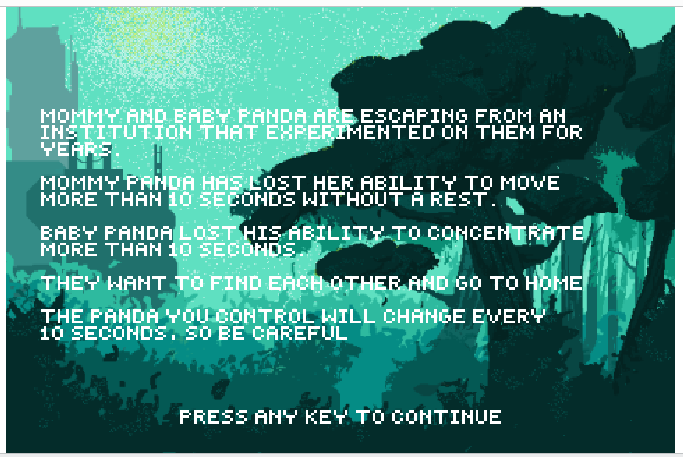 MOMMY AND BABY PANDA ARE ESCAPING FROM AN
INSTITUTION THAT EXPERIMENTED ON THEM FOR
YEARS.
MOMMY PANDA HAS LOST HER ABILITY TO MOVE
MORE THAN 10 SECONDS WITHOUT A REST.
BABY PANDA LOST HIS ABILITY TO CONCENTRATE
MORE THAN 10 SECONDS.
THEY WANT TO FIND EACH OTHER AND GO TO HOME
THE PANDA YOU CONTROL WILL CHANGE EVERY
10 SECONDS. SO BE CAREFUL
PRESS ANY KEY TO CONTINUE